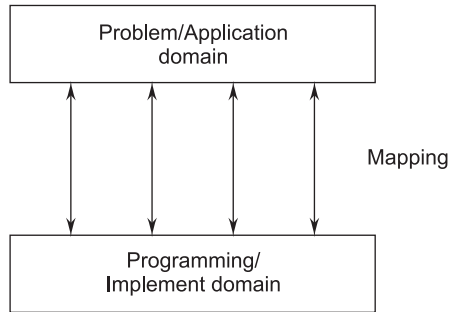 Problem/Application
domain
Mapping
Programming/
Implement domain